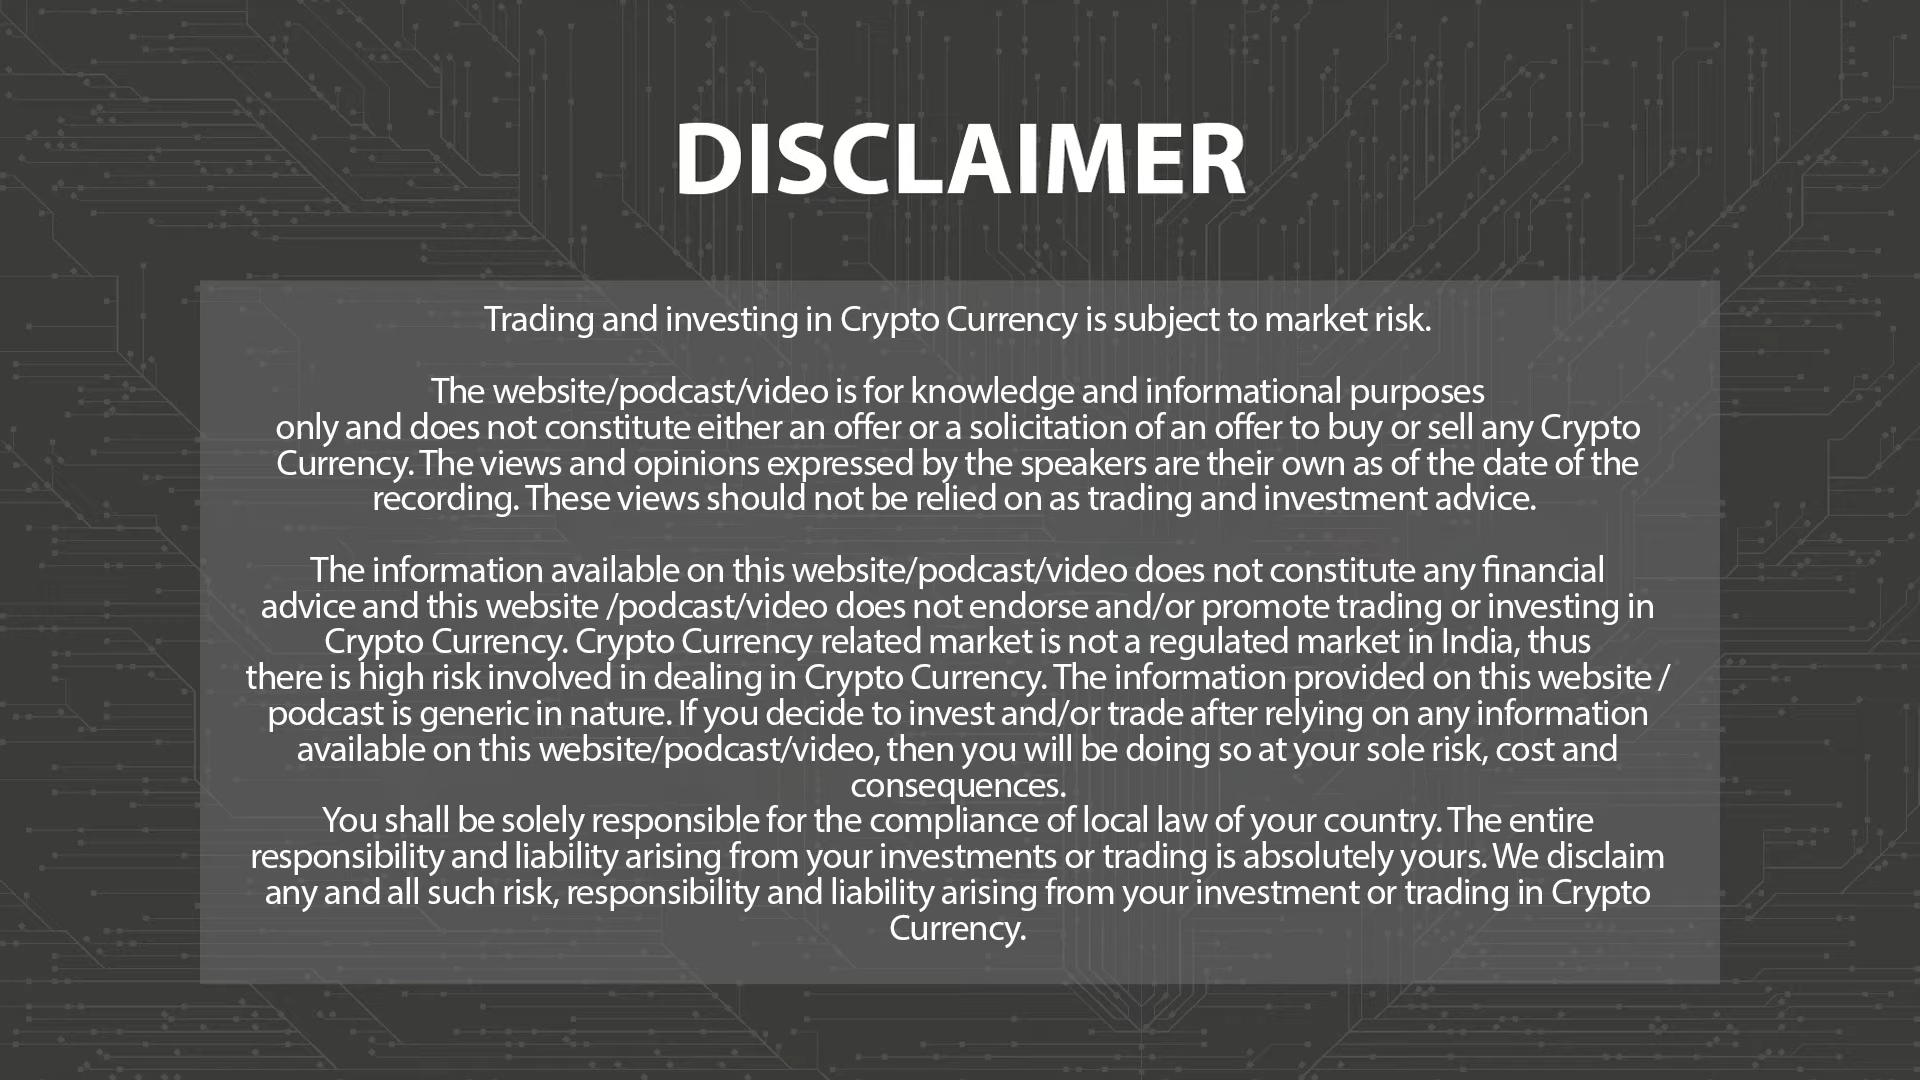 DISCLAIMER
Trading and investing in Crypto Currency is subject to market risk.
The website/podcast/video is for knowledge and informational purposes
only and does not constitute either an offer or a solicitation of an offer to buy or sell any Crypto
Currency. The views and opinions expressed by the speakers are their own as of the date of the
recording. These views should not be relied on as trading and investment advice.
The information available on this website/podcast/video does not constitute any financial
advice and this website /podcast/video does not endorse and/or promote trading or investing in
Crypto Currency. Crypto Currency related market is not a regulated market in India, thus
there is high risk involved in dealing in Crypto Currency. The information provided on this website /
podcast is generic in nature. If you decide to invest and/or trade after relying on any information
available on this website/podcast/video, then you will be doing so at your sole risk, cost and
consequences.
You shall be solely responsible for the compliance of local law of your country. The entire
responsibility and liability arising from your investments or trading is absolutely yours. We disclaim
any and all such risk, responsibility and liability arising from your investment or trading in Crypto
Currency.